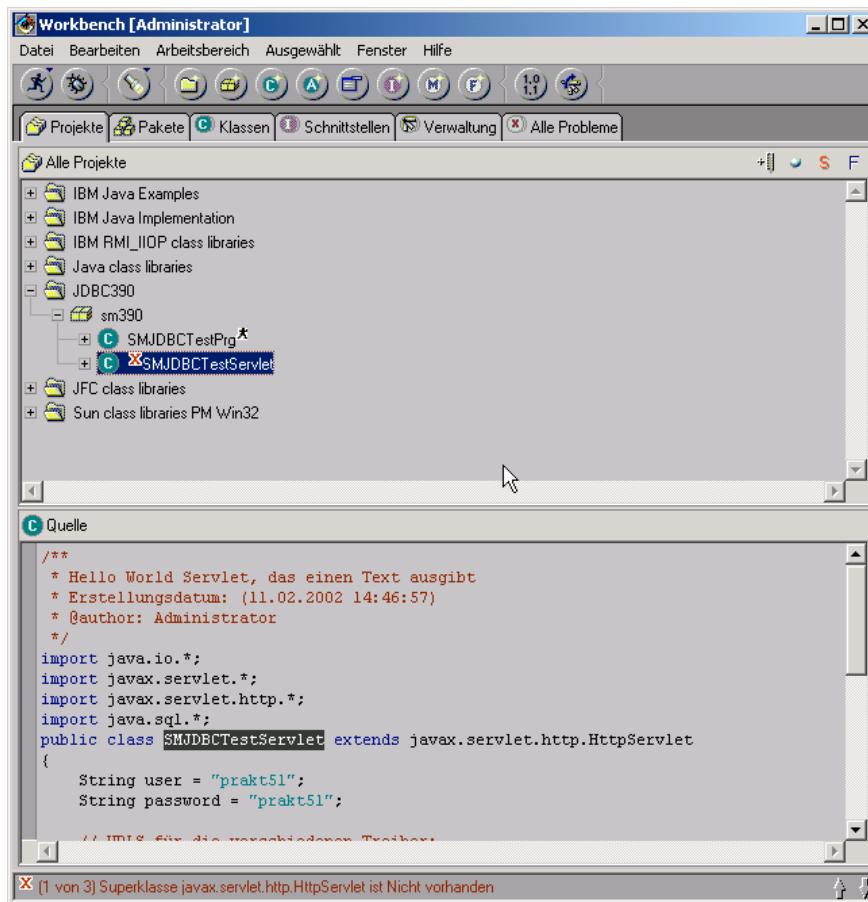 Workbench [Administrator]
Datei Bearbeiten Arbeitsbereich Ausgewählt Fenster Hilfe
Projekte Pakete Klassen Schnittstellen Verwaltung Alle Probleme
Alle Projekte S F
IBM Java Examples
IBM Java Implementation
IBM RMI_IIOP class libraries
Java class libraries
JDBC390
sm390
C SMJDBCTestPrg
C X SMJDBCTestServlet
JFC class libraries
Sun class libraries PM Win32
C Quelle
/**
* Hello World Servlet, das einen Text ausgibt
* Erstellungsdatum: (11.02.2002 14:46:57)
* @author: Administrator
*/
import java.io.*;
import javax.servlet.*;
import javax.servlet.http.*;
import java.sql.*;
public class SMJDBCTestServlet extends javax.servlet.http.HttpServlet
{
String user = "prakt51";
String password = "prakt51";
// URLS für die verschiedenen Treiber:
X (1 von 3) Superklasse javax.servlet.http.HttpServlet ist Nicht vorhanden